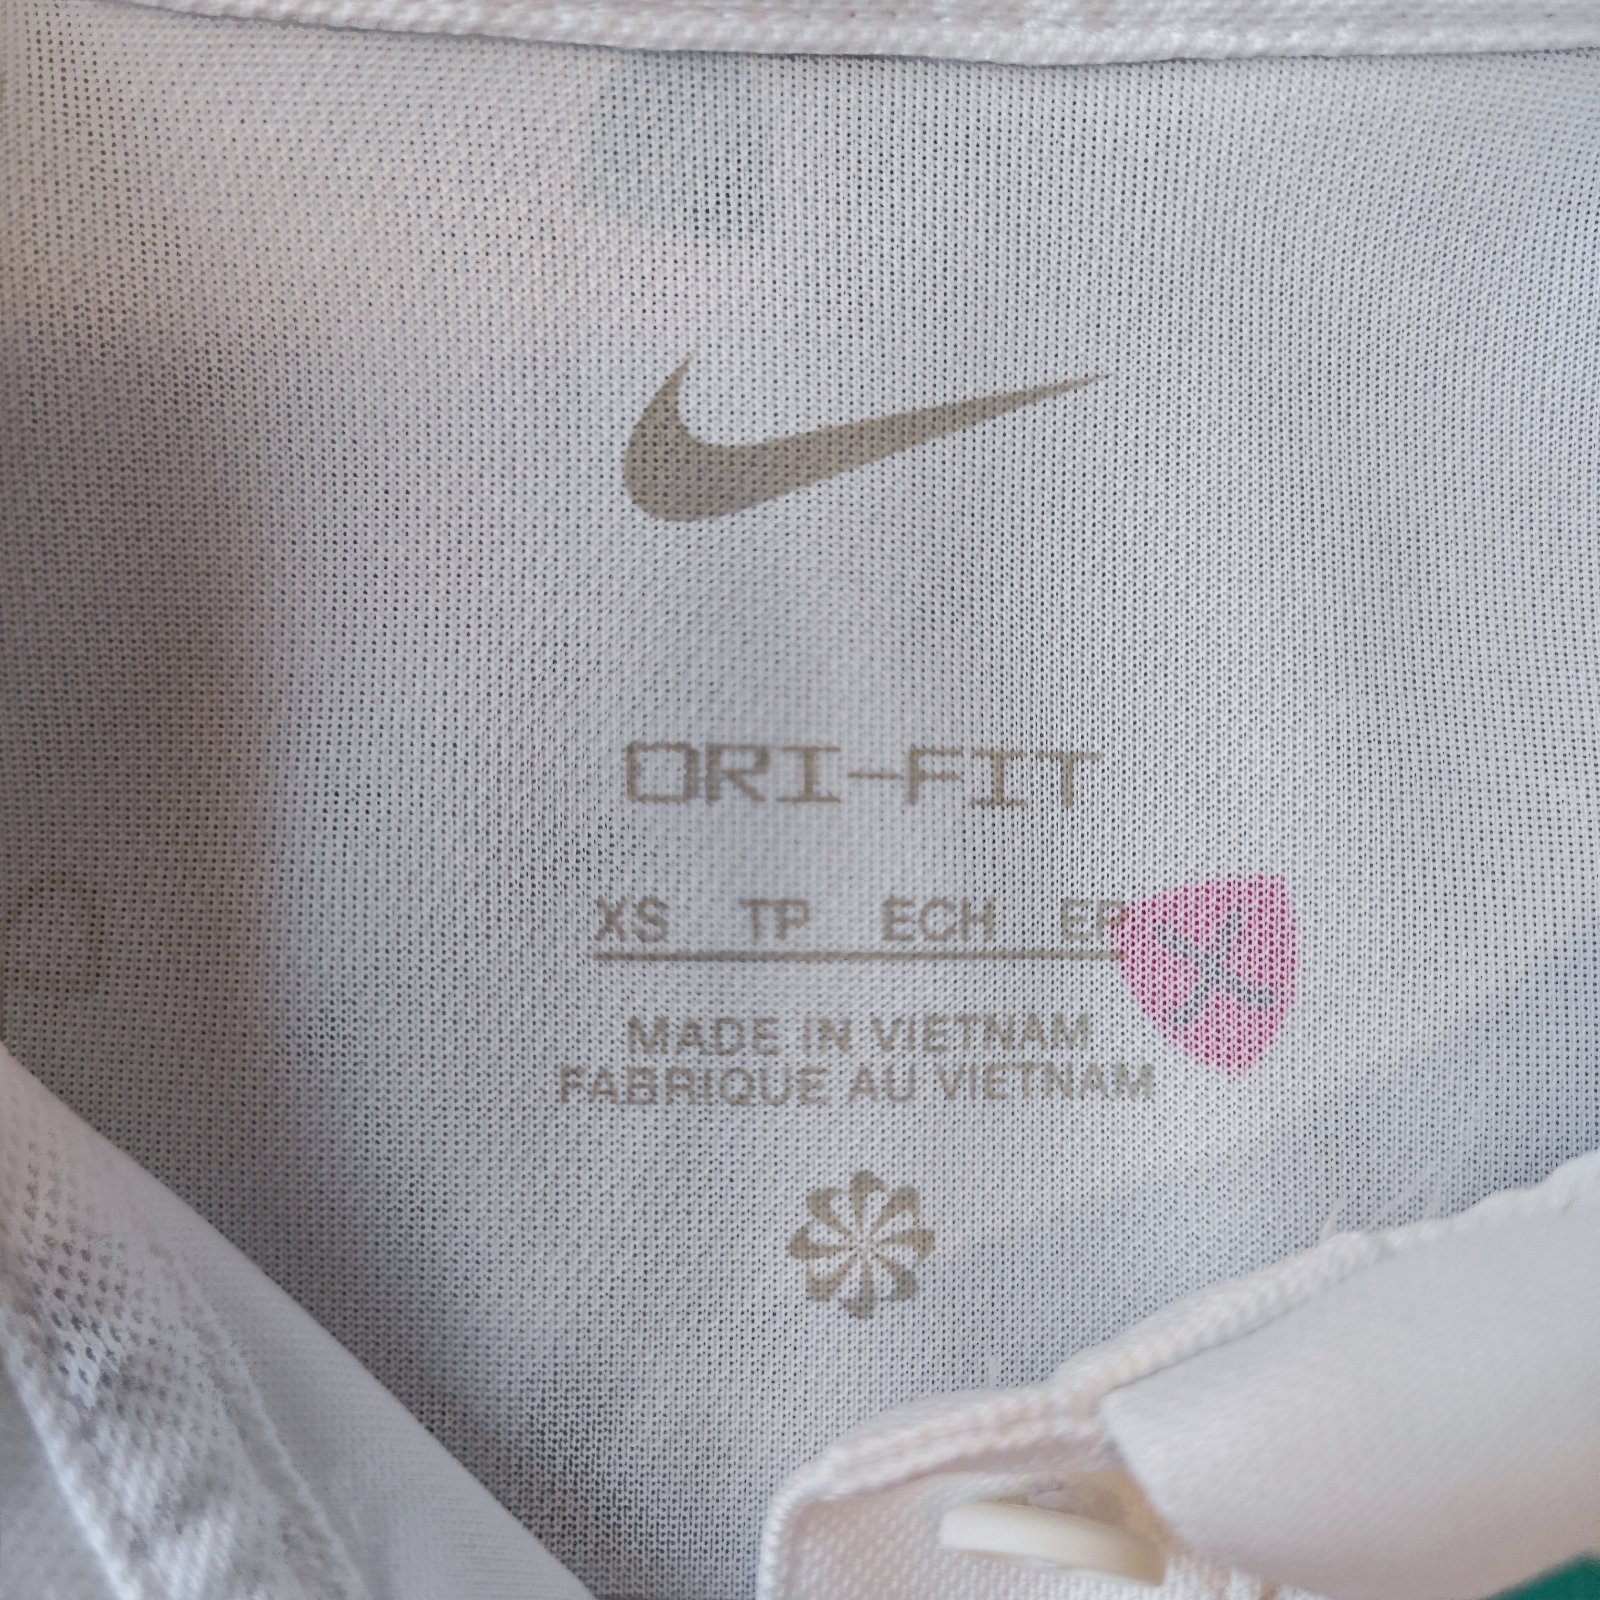 DRI-FIT
XS TP ECH EP
MADE IN VIETNAM
FABRIQUE AU VIETNAM